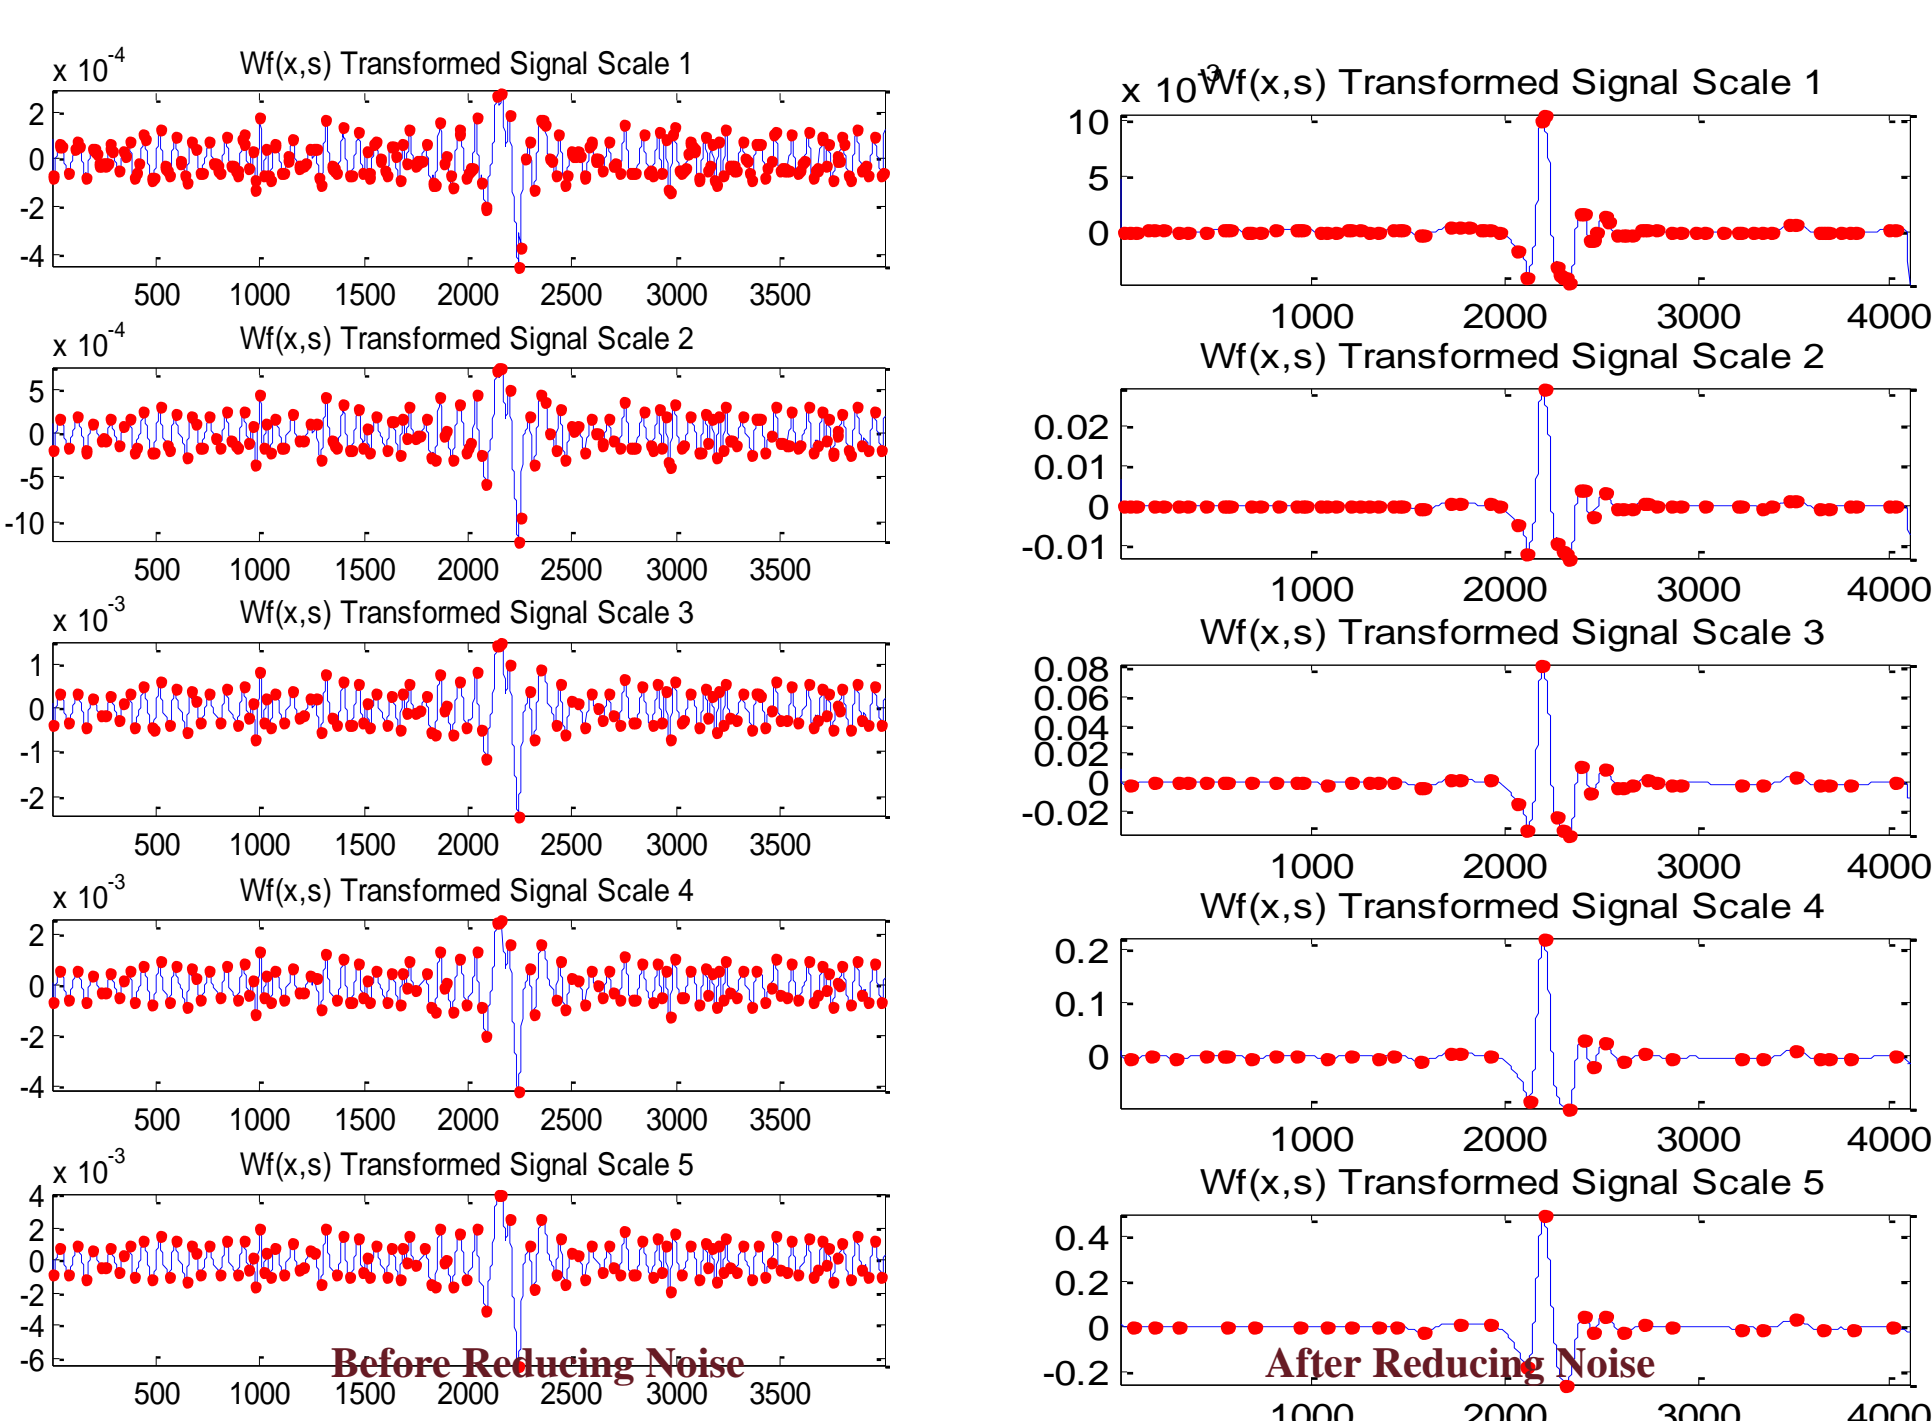 x 10-4
Wf(x,s) Transformed Signal Scale 1
2
0
-2
-4
500 1000 1500 2000 2500 3000 3500
x 10-4
Wf(x,s) Transformed Signal Scale 2
5
0
-5
-10
500 1000 1500 2000 2500 3000 3500
x 10-3
Wf(x,s) Transformed Signal Scale 3
1
0
-1
-2
500 1000 1500 2000 2500 3000 3500
x 10-3
Wf(x,s) Transformed Signal Scale 4
2
0
-2
-4
500 1000 1500 2000 2500 3000 3500
x 10-3
Wf(x,s) Transformed Signal Scale 5
4
2
0
-2
-4
-6
Before Reducing Noise
500 1000 1500 2000 2500 3000 3500
x 10-3
Wf(x,s) Transformed Signal Scale 1
10
5
0
1000 2000 3000 4000
Wf(x,s) Transformed Signal Scale 2
0.02
0.01
0
-0.01
1000 2000 3000 4000
Wf(x,s) Transformed Signal Scale 3
0.08
0.06
0.04
0.02
0
-0.02
1000 2000 3000 4000
Wf(x,s) Transformed Signal Scale 4
0.2
0.1
0
1000 2000 3000 4000
Wf(x,s) Transformed Signal Scale 5
0.4
0.2
0
-0.2
After Reducing Noise
1000 2000 3000 4000